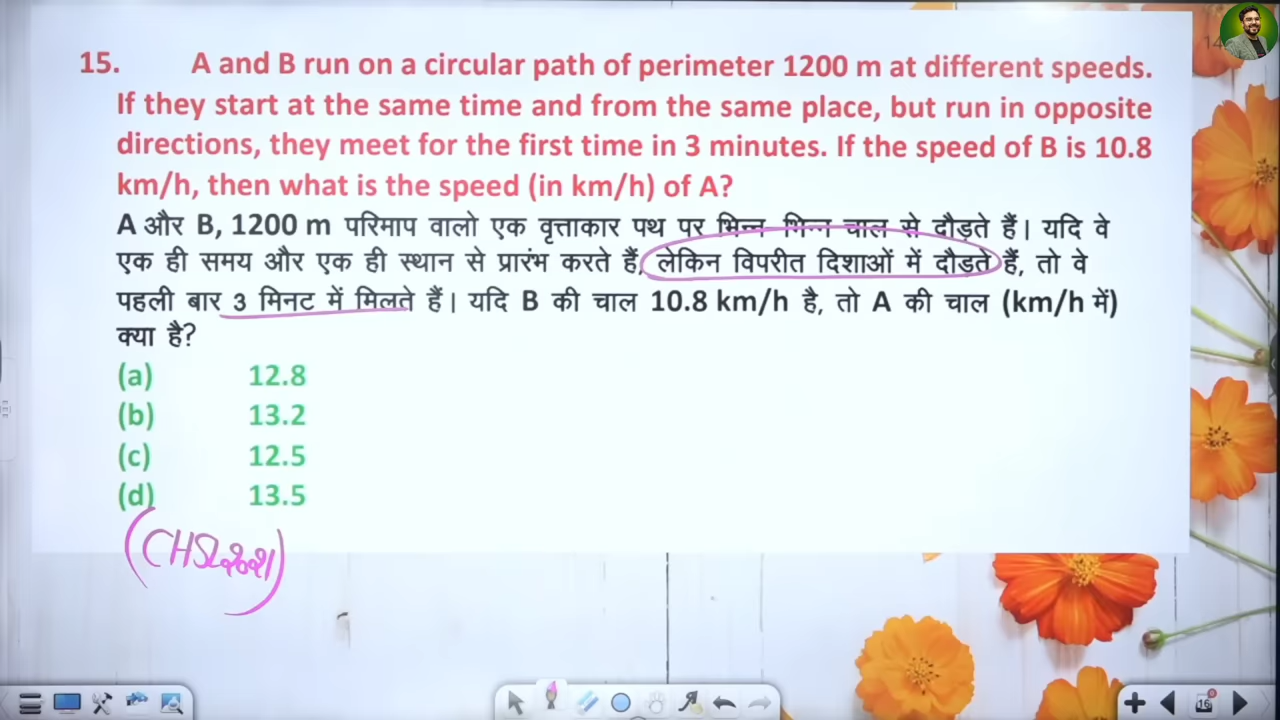 15. A and B run on a circular path of perimeter 1200 m at different speeds.
If they start at the same time and from the same place, but run in opposite
directions, they meet for the first time in 3 minutes. If the speed of B is 10.8
km/h, then what is the speed (in km/h) of A?
A और B, 1200 m परिमाप वालो एक वृत्ताकार पथ पर भिन्न भिन्न चाल से दौड़ते हैं। यदि वे
एक ही समय और एक ही स्थान से प्रारंभ करते हैं, लेकिन विपरीत दिशाओं में दौड़ते हैं, तो वे
पहली बार 3 मिनट में मिलते हैं। यदि B की चाल 10.8 km/h है, तो A की चाल (km/h में)
क्या है?
(a) 12.8
(b) 13.2
(c) 12.5
(d) 13.5
(CHSL 2021)
16